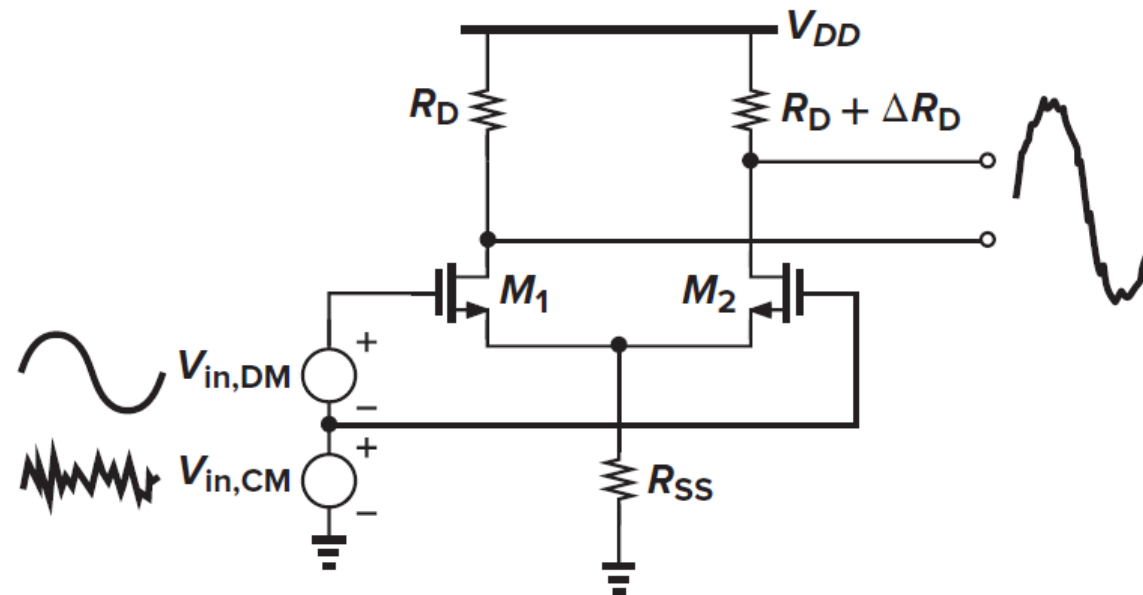 V_DD
R_D
R_D + ΔR_D
M_1
M_2
+
V_in,DM
−
+
V_in,CM
−
R_SS